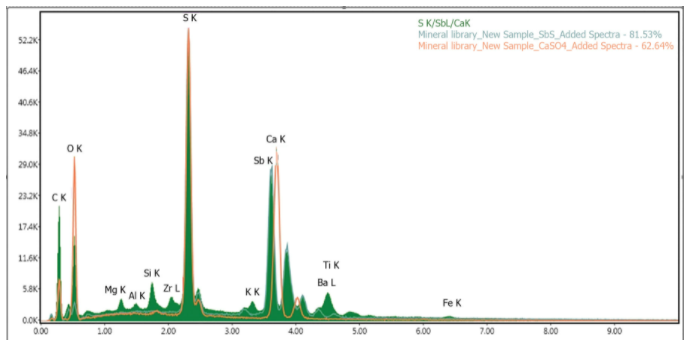 S K/SbL/CaK
Mineral library_New Sample_SbS_Added Spectra - 81.53%
Mineral library_New Sample_CaSO4_Added Spectra - 62.64%
S K
52.2K
46.4K
40.6K
34.8K
29.0K
23.2K
17.4K
11.6K
5.8K
0.0K
C K
O K
Mg K
Al K
Si K
Zr L
K K
Sb K
Ca K
Ti K
Ba L
Fe K
0.00 1.00 2.00 3.00 4.00 5.00 6.00 7.00 8.00 9.00